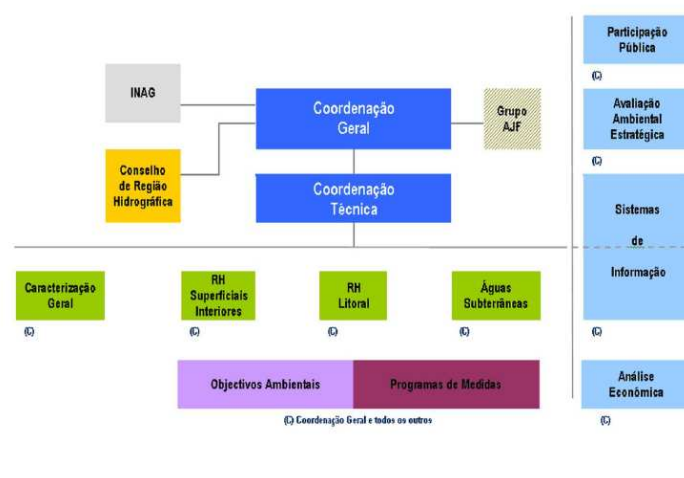 INAG
Conselho
de Região
Hidrográfica
Coordenação
Geral
Coordenação
Técnica
Grupo
AJF
Participação
Pública
(C)
Avaliação
Ambiental
Estratégica
(C)
Sistemas
de
Informação
(C)
Análise
Económica
(C)
Caracterização
Geral
(C)
RH
Superficiais
Interiores
(C)
RH
Litoral
(C)
Águas
Subterrâneas
(C)
Objectivos Ambientais
Programas de Medidas
(C) Coordenação Geral e todos os outros